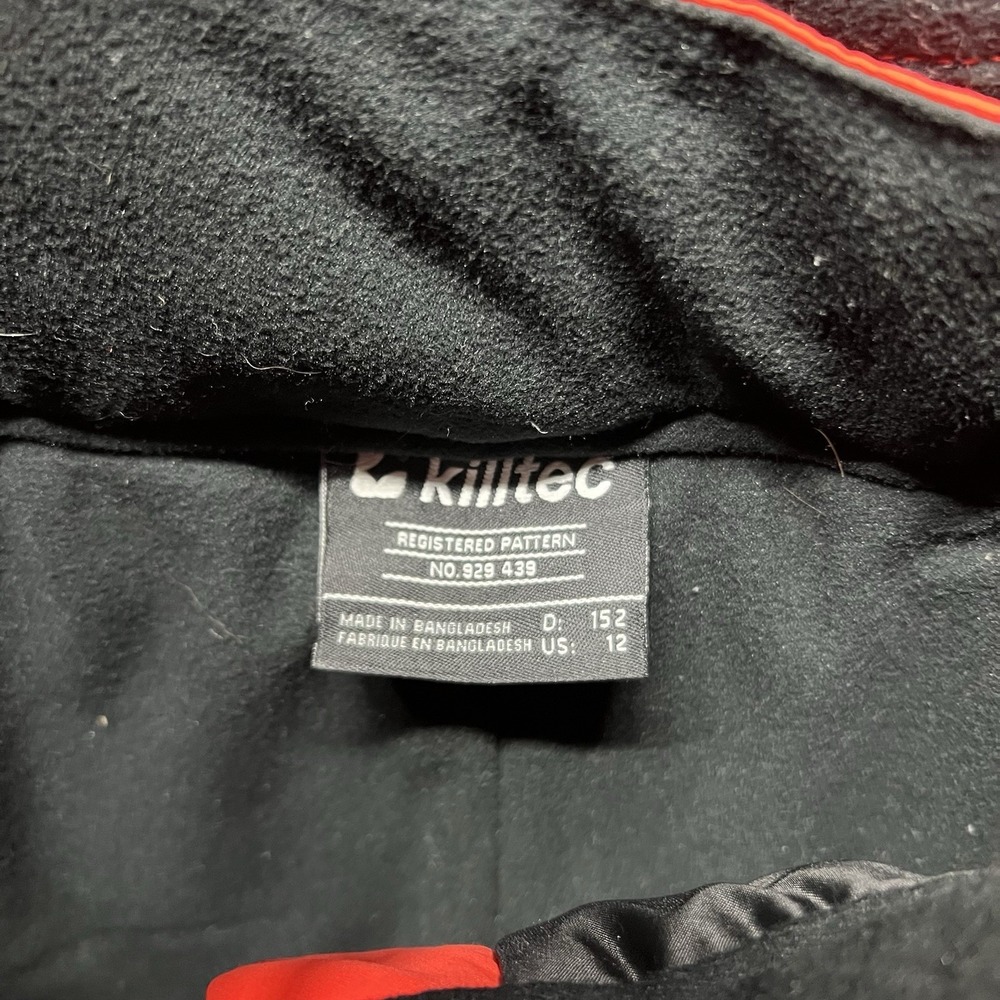 killtec
REGISTERED PATTERN
NO. 929 439
MADE IN BANGLADESH D: 152
FABRIQUE EN BANGLADESH US: 12